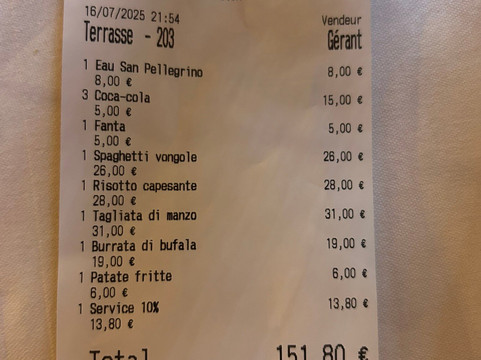 16/07/2025 21:54 Vendeur
Terrasse - 203 Gérant
1 Eau San Pellegrino 8,00 €
8,00 €
3 Coca-cola 15,00 €
5,00 €
1 Fanta 5,00 €
5,00 €
1 Spaghetti vongole 26,00 €
26,00 €
1 Risotto capesante 28,00 €
28,00 €
1 Tagliata di manzo 31,00 €
31,00 €
1 Burrata di bufala 19,00 €
19,00 €
1 Patate fritte 6,00 €
6,00 €
1 Service 10% 13,80 €
13,80 €
Total 151,80 €